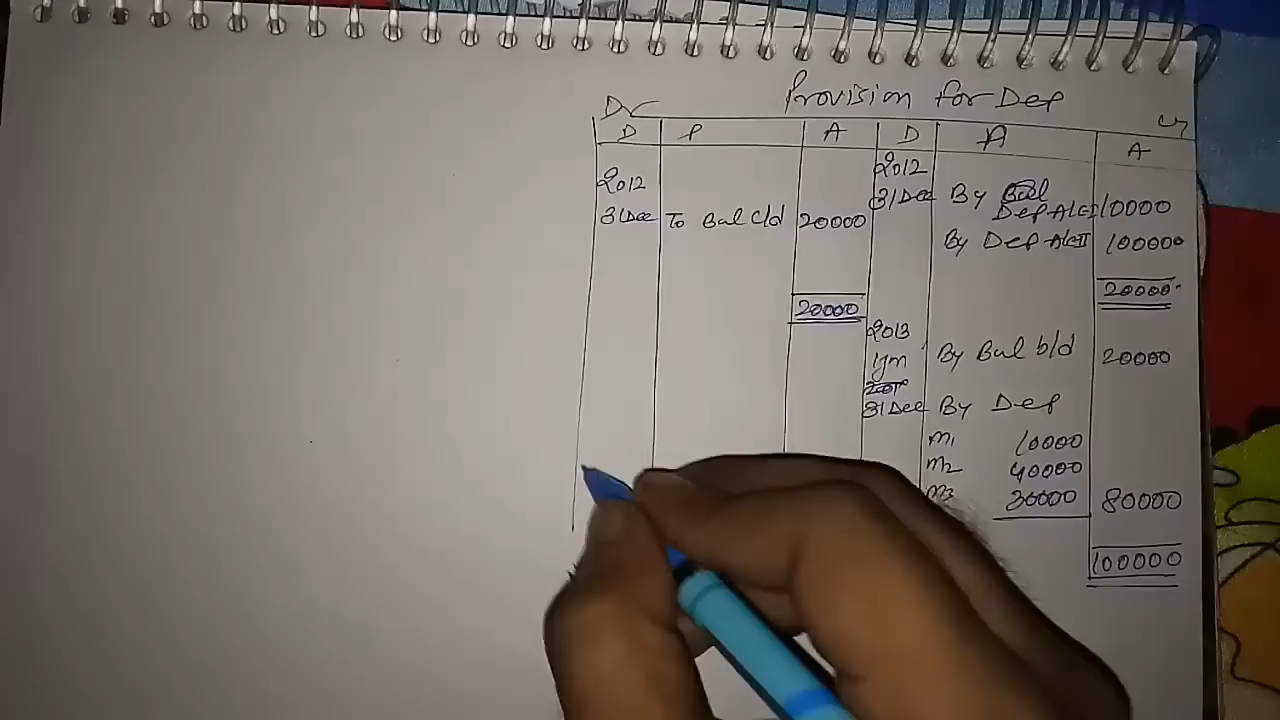 Provision for Dep
Dr Cr
D P A D P A
2012 2012
31 Dec By Dep A/c I 10000
31 Dec To Bal C/d 20000
By Dep A/c II 100000
20000
20000
2013
1 Jan By Bal b/d 20000
31 Dec By Dep
M1 10000
M2 40000
M3 30000 80000
100000